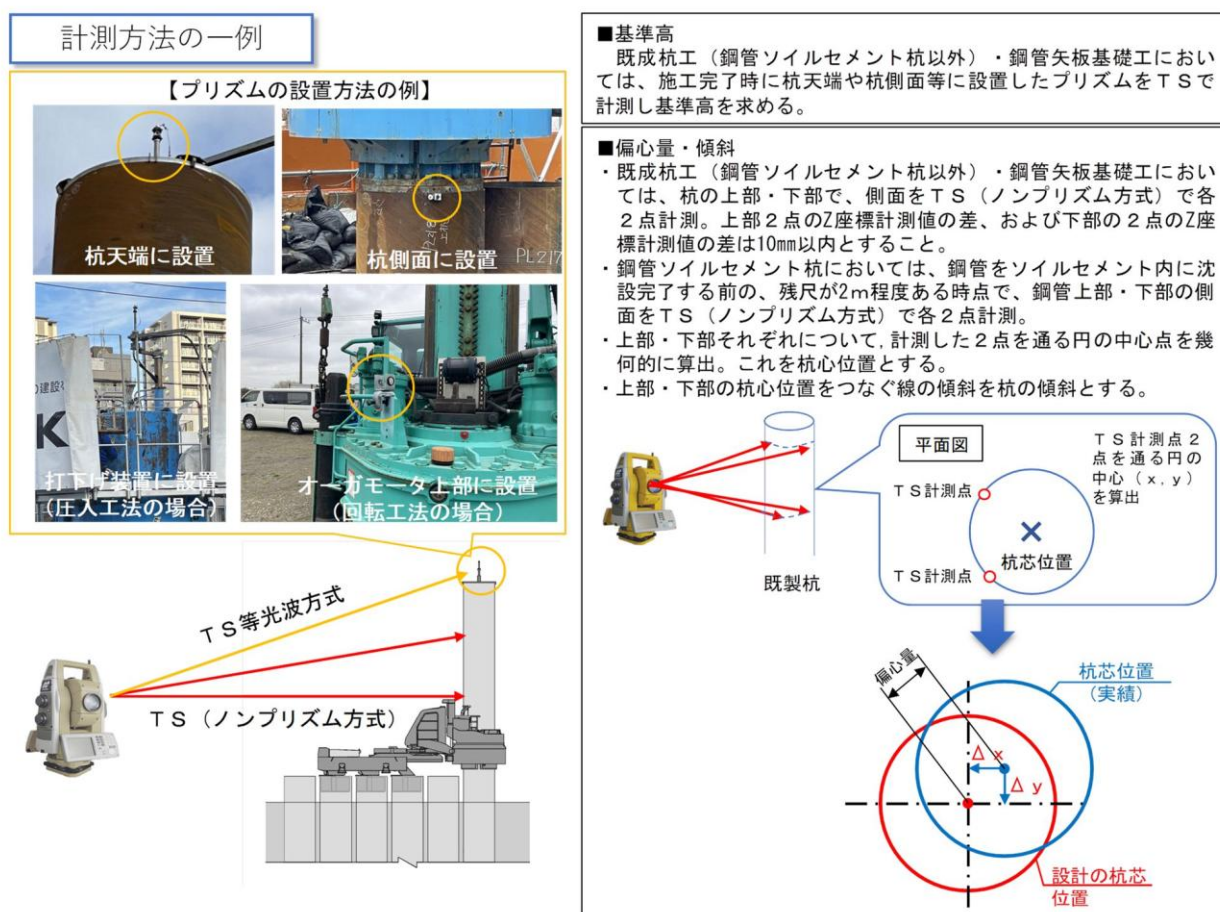 計測方法の一例
【プリズムの設置方法の例】
杭天端に設置
杭側面に設置
PL217
打下げ装置に設置
(圧入工法の場合)
オーガモータ上部に設置
(回転工法の場合)
TS等光波方式
TS(ノンプリズム方式)
■基準高
既成杭工(鋼管ソイルセメント杭以外)・鋼管矢板基礎工におい
ては、施工完了時に杭天端や杭側面等に設置したプリズムをTSで
計測し基準高を求める。
■偏心量・傾斜
・既成杭工(鋼管ソイルセメント杭以外)・鋼管矢板基礎工におい
ては、杭の上部・下部で、側面をTS(ノンプリズム方式)で各
2点計測。上部2点のZ座標計測値の差、および下部の2点のZ座
標計測値の差は10mm以内とすること。
・鋼管ソイルセメント杭においては、鋼管をソイルセメント内に沈
設完了する前の、残尺が2m程度ある時点で、鋼管上部・下部の側
面をTS(ノンプリズム方式)で各2点計測。
・上部・下部それぞれについて,計測した2点を通る円の中心点を幾
何的に算出。これを杭心位置とする。
・上部・下部の杭心位置をつなぐ線の傾斜を杭の傾斜とする。
既製杭
平面図
TS計測点2
点を通る円の
中心(x,y)
を算出
TS計測点
杭芯位置
TS計測点
偏心量
杭芯位置
(実績)
Δx
Δy
設計の杭芯
位置